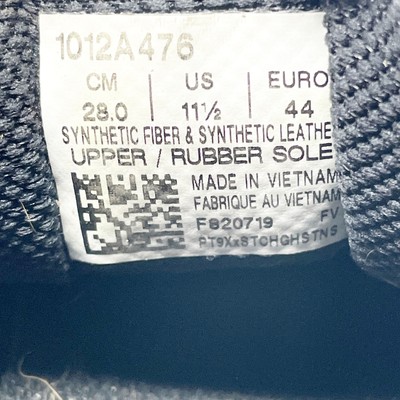 1012A476
CM | US | EURO
28.0 | 11½ | 44
SYNTHETIC FIBER & SYNTHETIC LEATHE
UPPER / RUBBER SOLE
MADE IN VIETNAM
FABRIQUE AU VIETNAM
F820719 FV
PT9XxSTCHGHSTNS